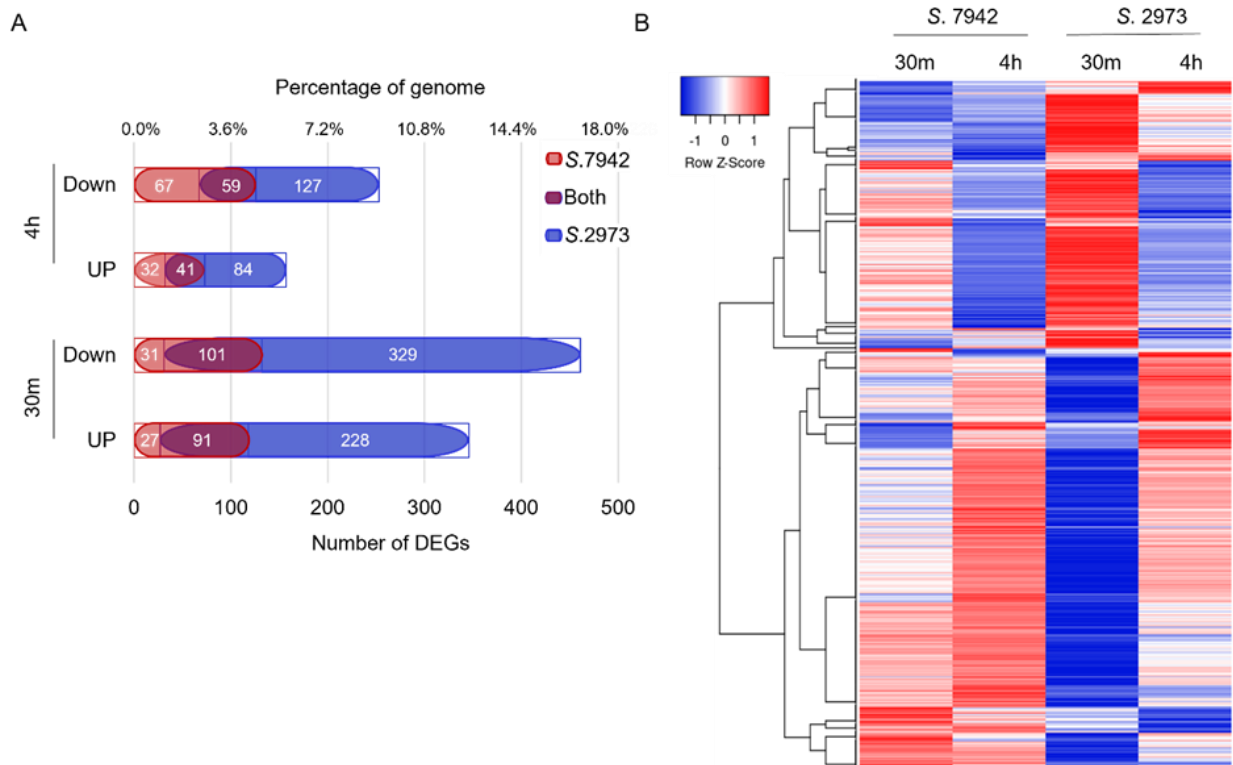 A
Percentage of genome
0.0% 3.6% 7.2% 10.8% 14.4% 18.0%
S.7942
Both
S.2973
4h
Down
67 59 127
UP
32 41 84
30m
Down
31 101 329
UP
27 91 228
0 100 200 300 400 500
Number of DEGs
B
S. 7942 S. 2973
30m 4h 30m 4h
-1 0 1
Row Z-Score